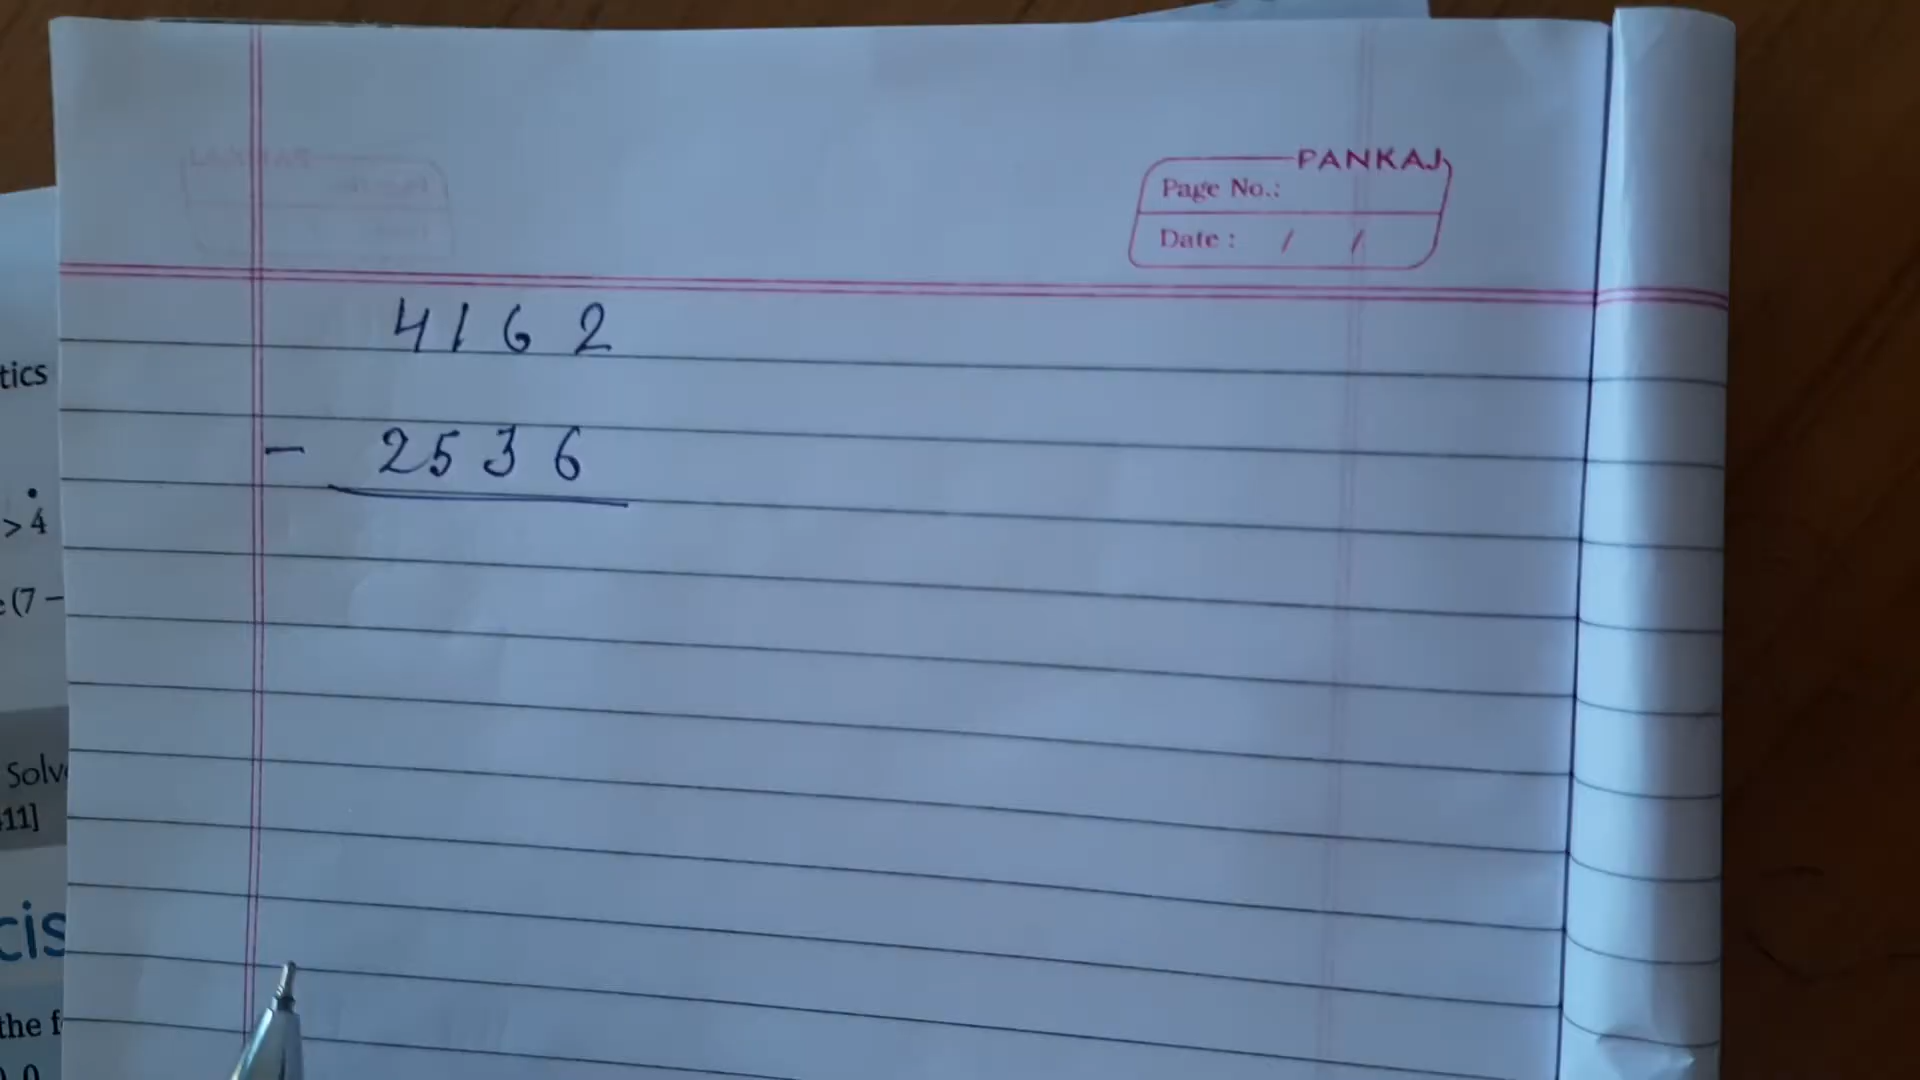 PANKAJ
Page No.:
Date : / /
4162
- 2536
tics
> 4
(7 –
Solv
11]
cis
the f